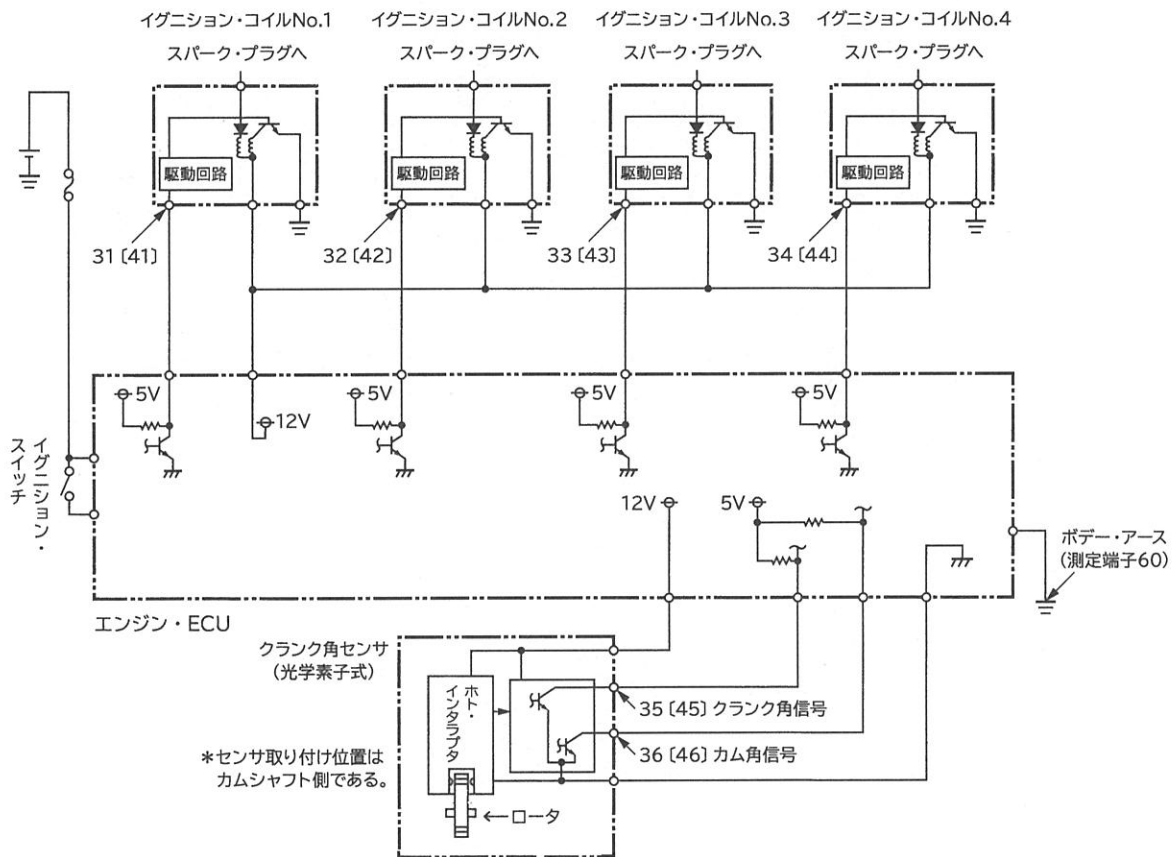 イグニション・コイルNo.1
イグニション・コイルNo.2
イグニション・コイルNo.3
イグニション・コイルNo.4
スパーク・プラグへ
スパーク・プラグへ
スパーク・プラグへ
スパーク・プラグへ
駆動回路
駆動回路
駆動回路
駆動回路
31〔41〕
32〔42〕
33〔43〕
34〔44〕
5V
12V
5V
5V
5V
イグニション・
スイッチ
12V
5V
ボデー・アース
(測定端子60)
エンジン・ECU
クランク角センサ
(光学素子式)
ホト・
インタラプタ
35〔45〕クランク角信号
36〔46〕カム角信号
*センサ取り付け位置は
カムシャフト側である。
←ロータ